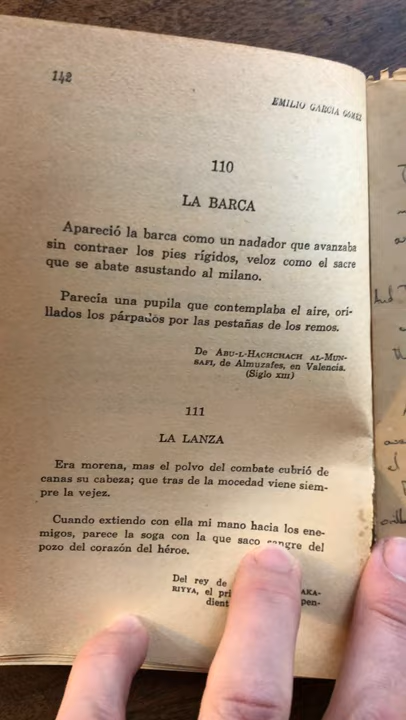 142
EMILIO GARCIA GOMEZ
110
LA BARCA
Apareció la barca como un nadador que avanzaba
sin contraer los pies rígidos, veloz como el sacre
que se abate asustando al milano.
Parecía una pupila que contemplaba el aire, ori-
llados los párpados por las pestañas de los remos.
De ABU-L-HACHCHACH AL-MUN-
SAFI, de Almuzafes, en Valencia.
(Siglo XIII)
111
LA LANZA
Era morena, mas el polvo del combate cubrió de
canas su cabeza; que tras de la mocedad viene siem-
pre la vejez.
Cuando extiendo con ella mi mano hacia los ene-
migos, parece la soga con la que saco sangre del
pozo del corazón del héroe.
Del rey de
RIYYA, el